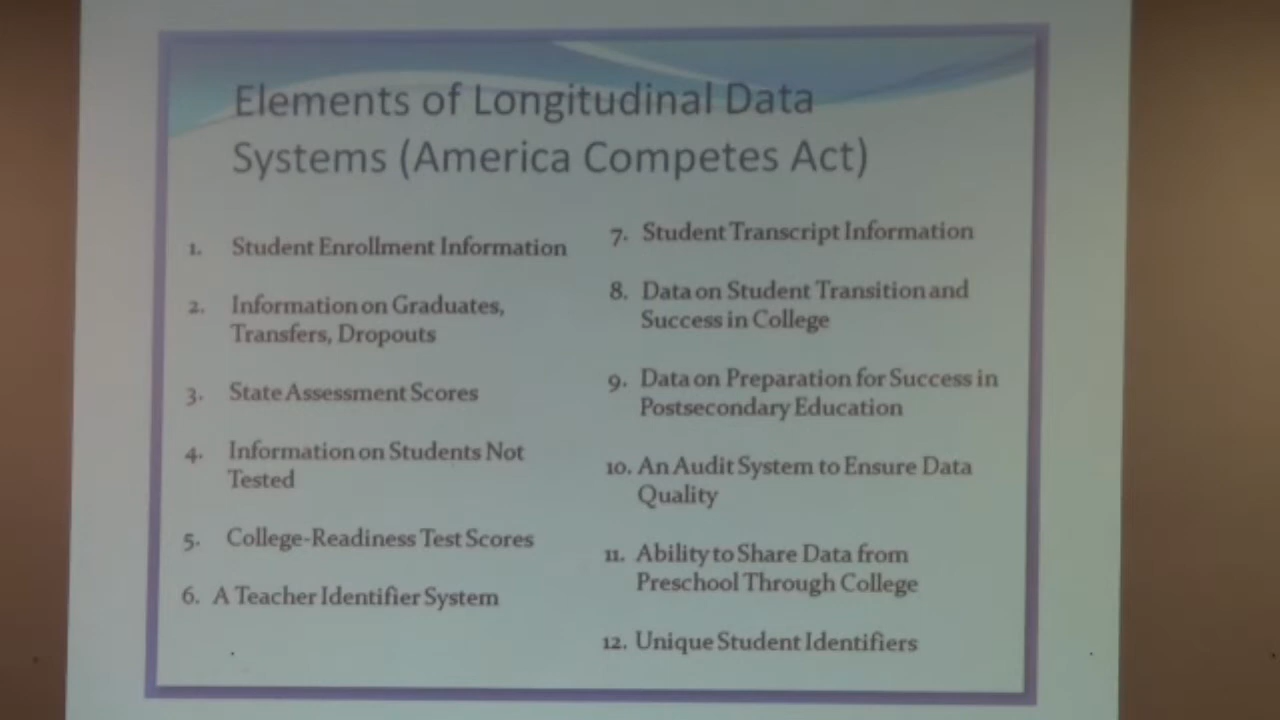 Elements of Longitudinal Data
Systems (America Competes Act)
1. Student Enrollment Information
2. Information on Graduates,
Transfers, Dropouts
3. State Assessment Scores
4. Information on Students Not
Tested
5. College-Readiness Test Scores
6. A Teacher Identifier System
7. Student Transcript Information
8. Data on Student Transition and
Success in College
9. Data on Preparation for Success in
Postsecondary Education
10. An Audit System to Ensure Data
Quality
11. Ability to Share Data from
Preschool Through College
12. Unique Student Identifiers